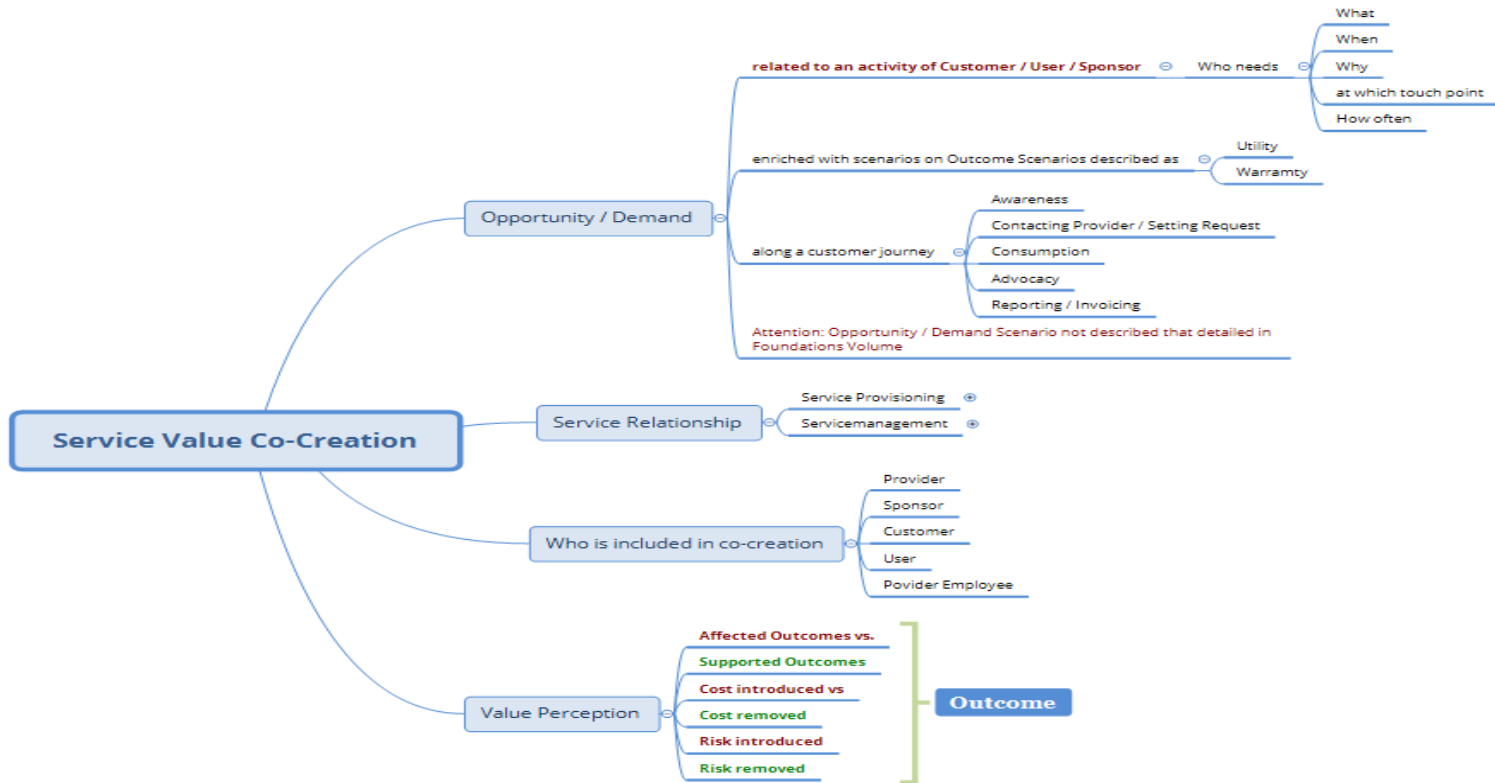 Service Value Co-Creation
Opportunity / Demand
related to an activity of Customer / User / Sponsor
Who needs
What
When
Why
at which touch point
How often
enriched with scenarios on Outcome Scenarios described as
Utility
Warramty
along a customer journey
Awareness
Contacting Provider / Setting Request
Consumption
Advocacy
Reporting / Invoicing
Attention: Opportunity / Demand Scenario not described that detailed in
Foundations Volume
Service Relationship
Service Provisioning
Servicemanagement
Who is included in co-creation
Provider
Sponsor
Customer
User
Povider Employee
Value Perception
Affected Outcomes vs.
Supported Outcomes
Cost introduced vs
Cost removed
Risk introduced
Risk removed
Outcome